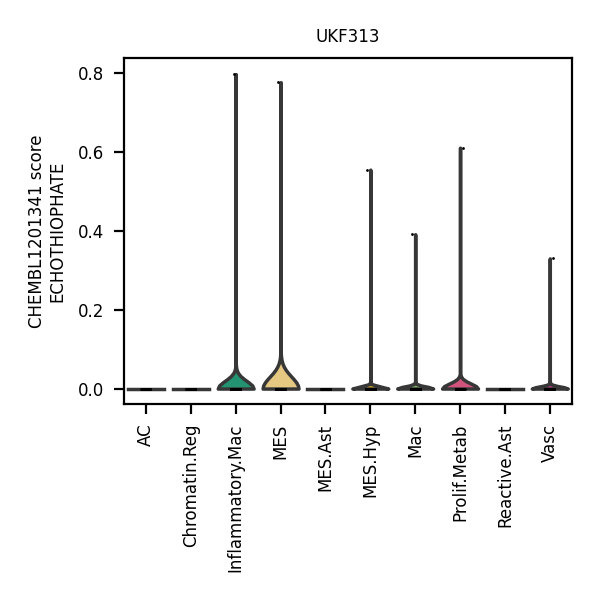 UKF313
CHEMBL1201341 score
ECHOTHIOPHATE
0.8
0.6
0.4
0.2
0.0
AC
Chromatin.Reg
Inflammatory.Mac
MES
MES.Ast
MES.Hyp
Mac
Prolif.Metab
Reactive.Ast
Vasc